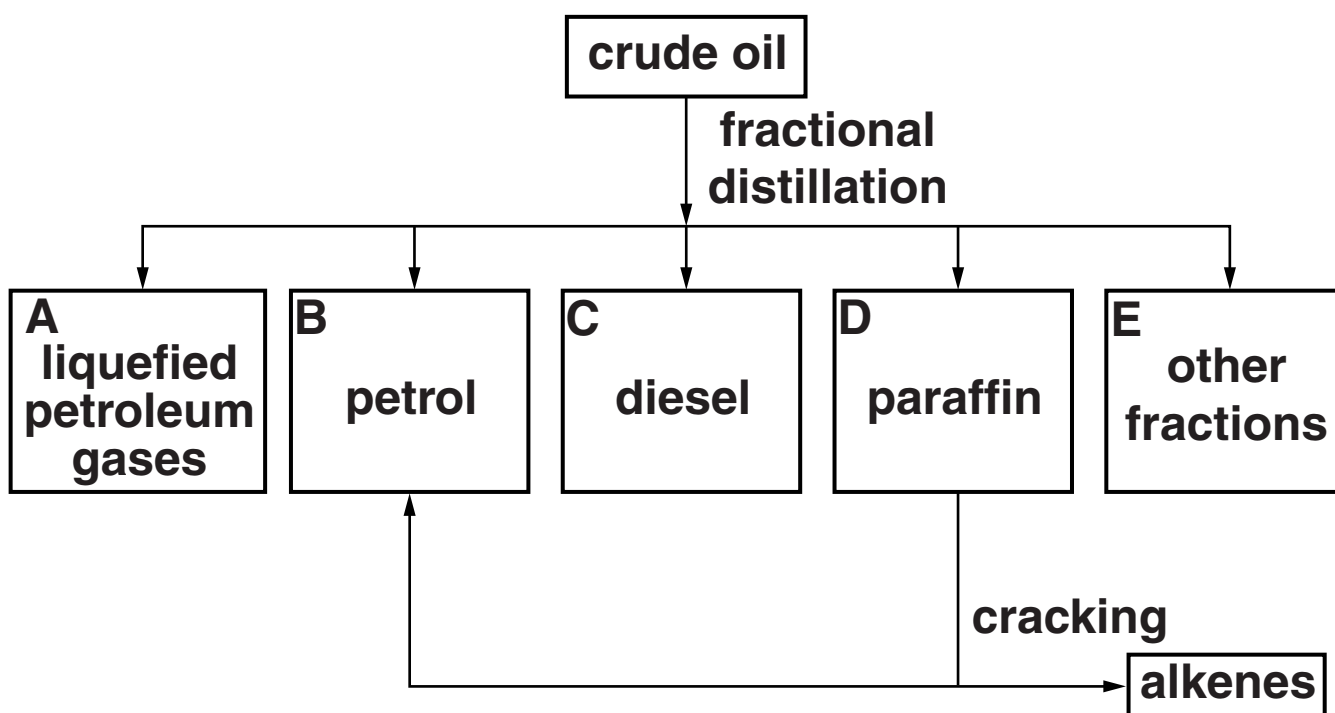 crude oil
fractional
distillation
A
liquefied
petroleum
gases
B
petrol
C
diesel
D
paraffin
E
other
fractions
cracking
alkenes